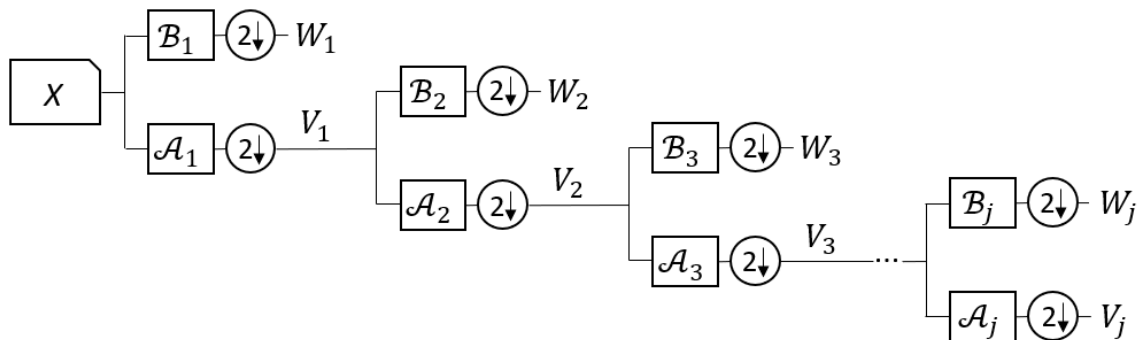 ℬ₁ 2↓ W₁
X
𝒜₁ 2↓ V₁
ℬ₂ 2↓ W₂
𝒜₂ 2↓ V₂
ℬ₃ 2↓ W₃
𝒜₃ 2↓ V₃ ...
ℬⱼ 2↓ Wⱼ
𝒜ⱼ 2↓ Vⱼ